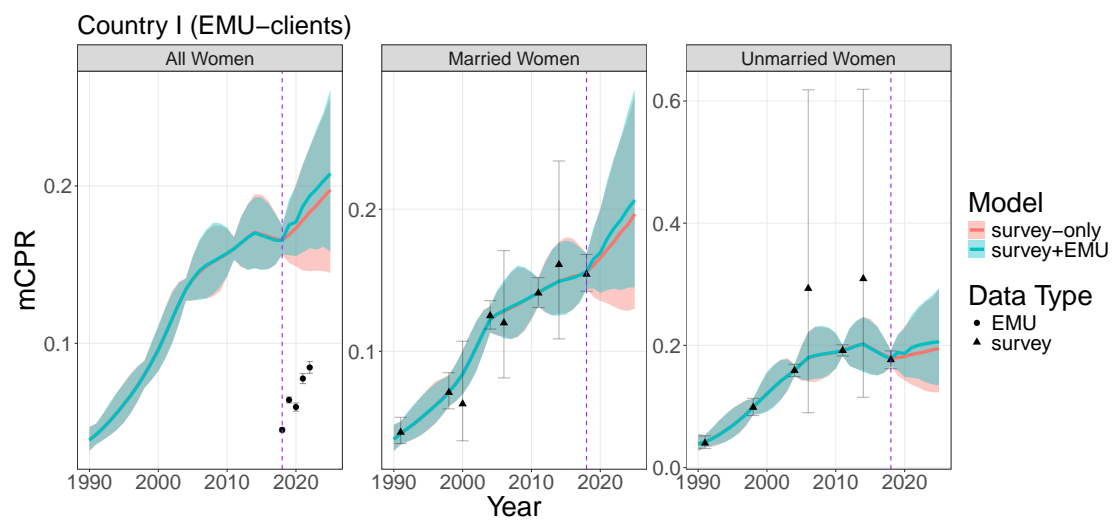 Country I (EMU−clients)
All Women
Married Women
Unmarried Women
mCPR
0.2
0.1
0.2
0.1
0.6
0.4
0.2
0.0
1990 2000 2010 2020
1990 2000 2010 2020
1990 2000 2010 2020
Year
Model
survey−only
survey+EMU
Data Type
EMU
survey